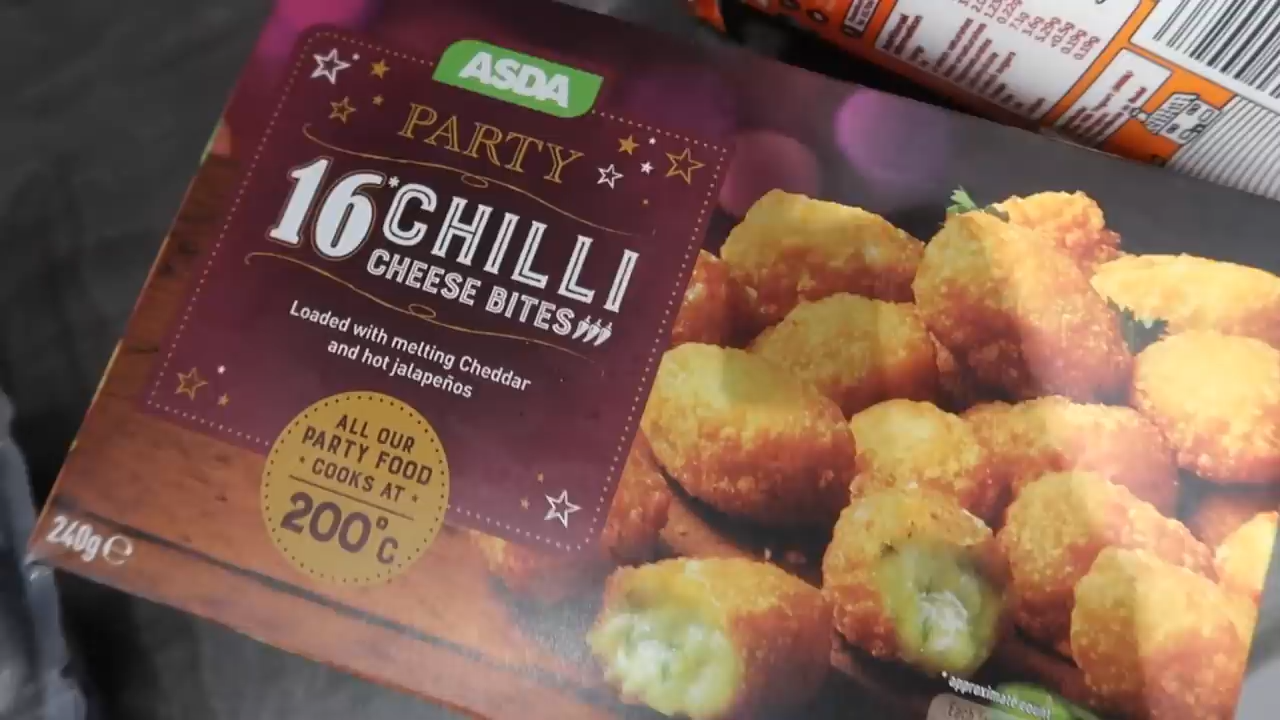 ASDA
PARTY
16*CHILLI
CHEESE BITES
Loaded with melting Cheddar
and hot jalapeños
ALL OUR
PARTY FOOD
COOKS AT
200°C
240g e
*approximate count
Each